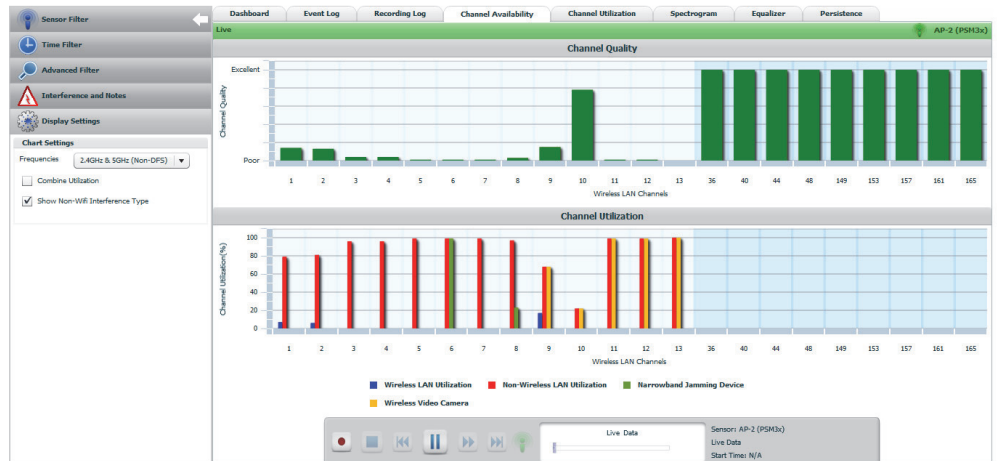 Sensor Filter
Time Filter
Advanced Filter
Interference and Notes
Display Settings
Chart Settings
Frequencies 2.4GHz & 5GHz (Non-DFS)
Combine Utilization
Show Non-Wifi Interference Type
Dashboard Event Log Recording Log Channel Availability Channel Utilization Spectrogram Equalizer Persistence
Live AP-2 (PSM3x)
Channel Quality
Excellent
Channel Quality
Poor
1 2 3 4 5 6 7 8 9 10 11 12 13 36 40 44 48 149 153 157 161 165
Wireless LAN Channels
Channel Utilization
Channel Utilization(%)
100
80
60
40
20
0
1 2 3 4 5 6 7 8 9 10 11 12 13 36 40 44 48 149 153 157 161 165
Wireless LAN Channels
Wireless LAN Utilization Non-Wireless LAN Utilization Narrowband Jamming Device
Wireless Video Camera
Live Data
Sensor: AP-2 (PSM3x)
Live Data
Start Time: N/A